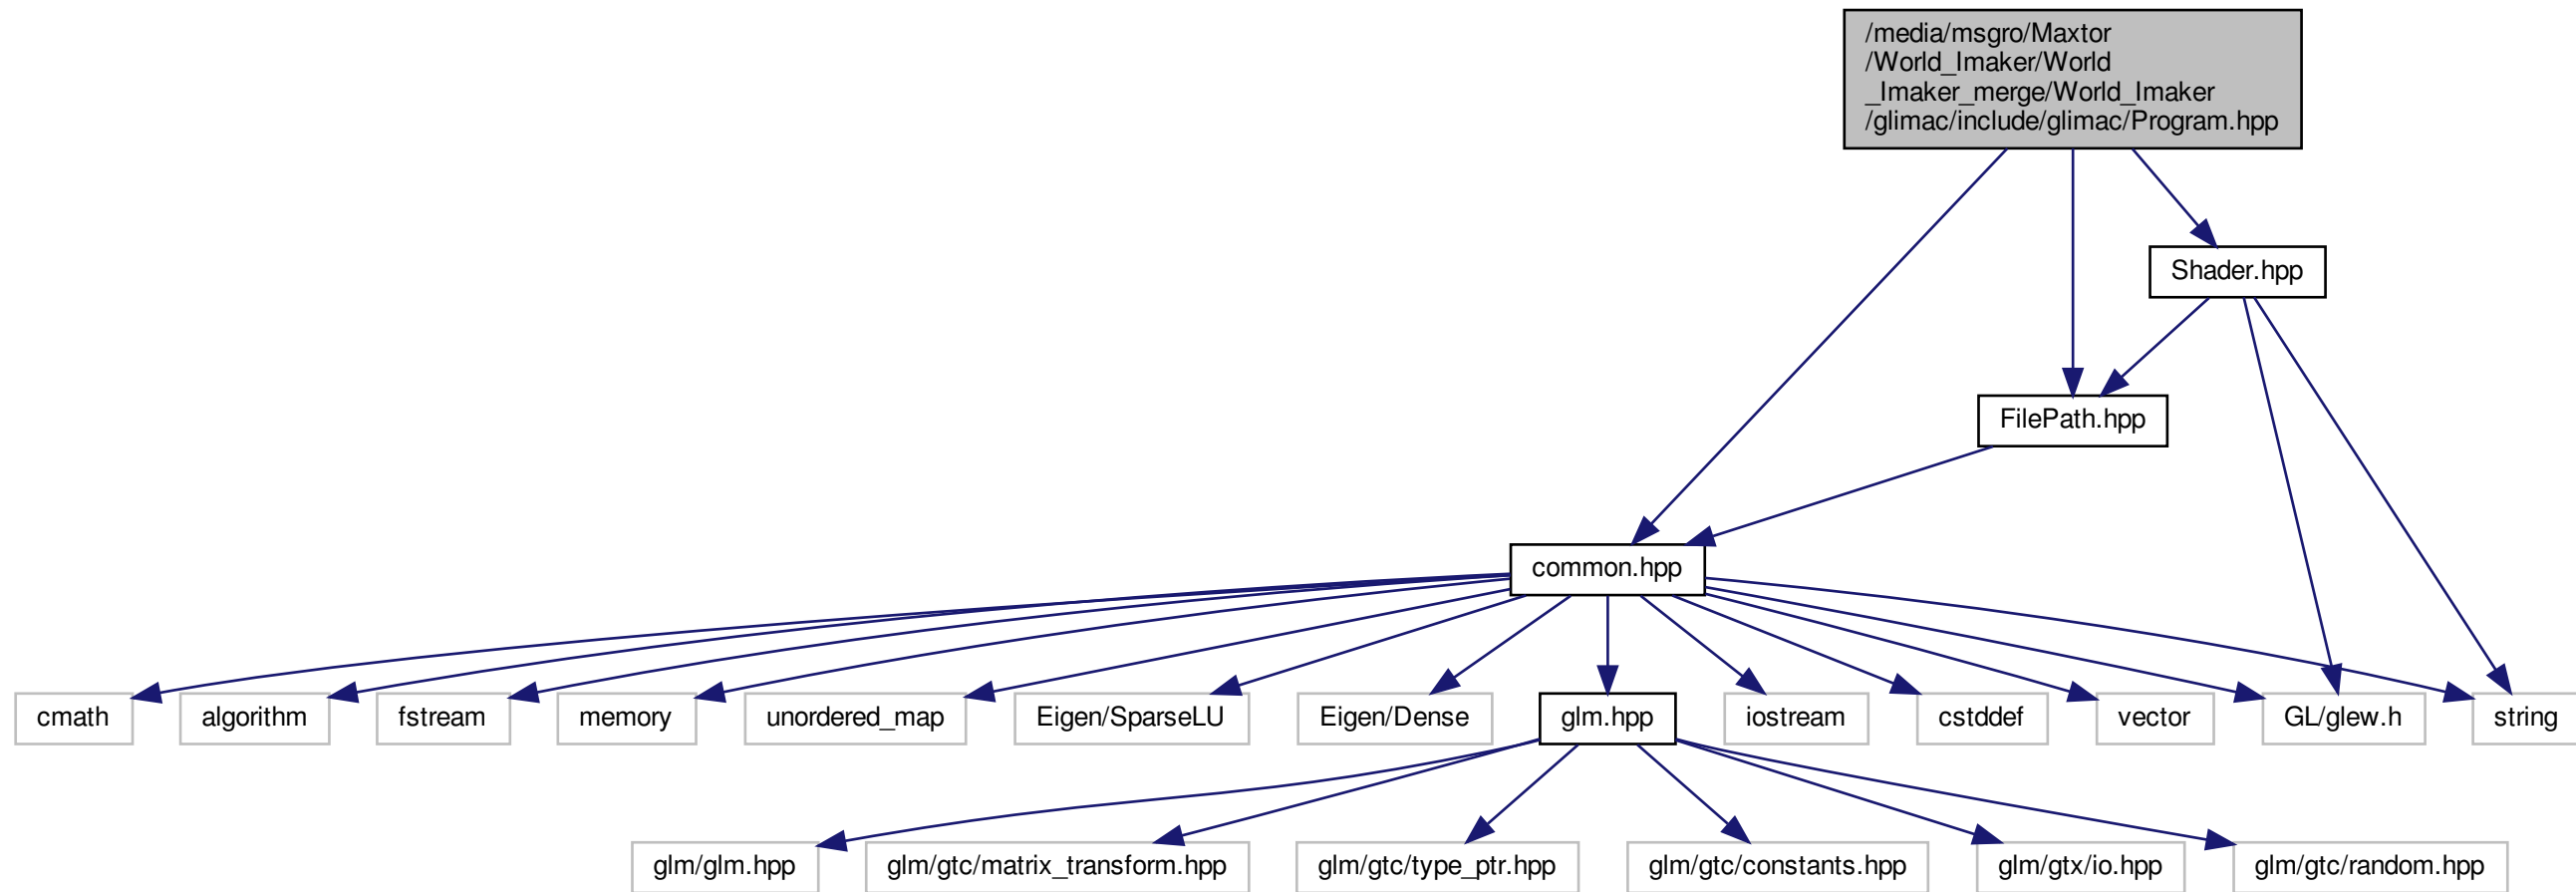 /media/msgro/Maxtor
/World_Imaker/World
_Imaker_merge/World_Imaker
/glimac/include/glimac/Program.hpp
Shader.hpp
FilePath.hpp
common.hpp
cmath
algorithm
fstream
memory
unordered_map
Eigen/SparseLU
Eigen/Dense
glm.hpp
iostream
cstddef
vector
GL/glew.h
string
glm/glm.hpp
glm/gtc/matrix_transform.hpp
glm/gtc/type_ptr.hpp
glm/gtc/constants.hpp
glm/gtx/io.hpp
glm/gtc/random.hpp